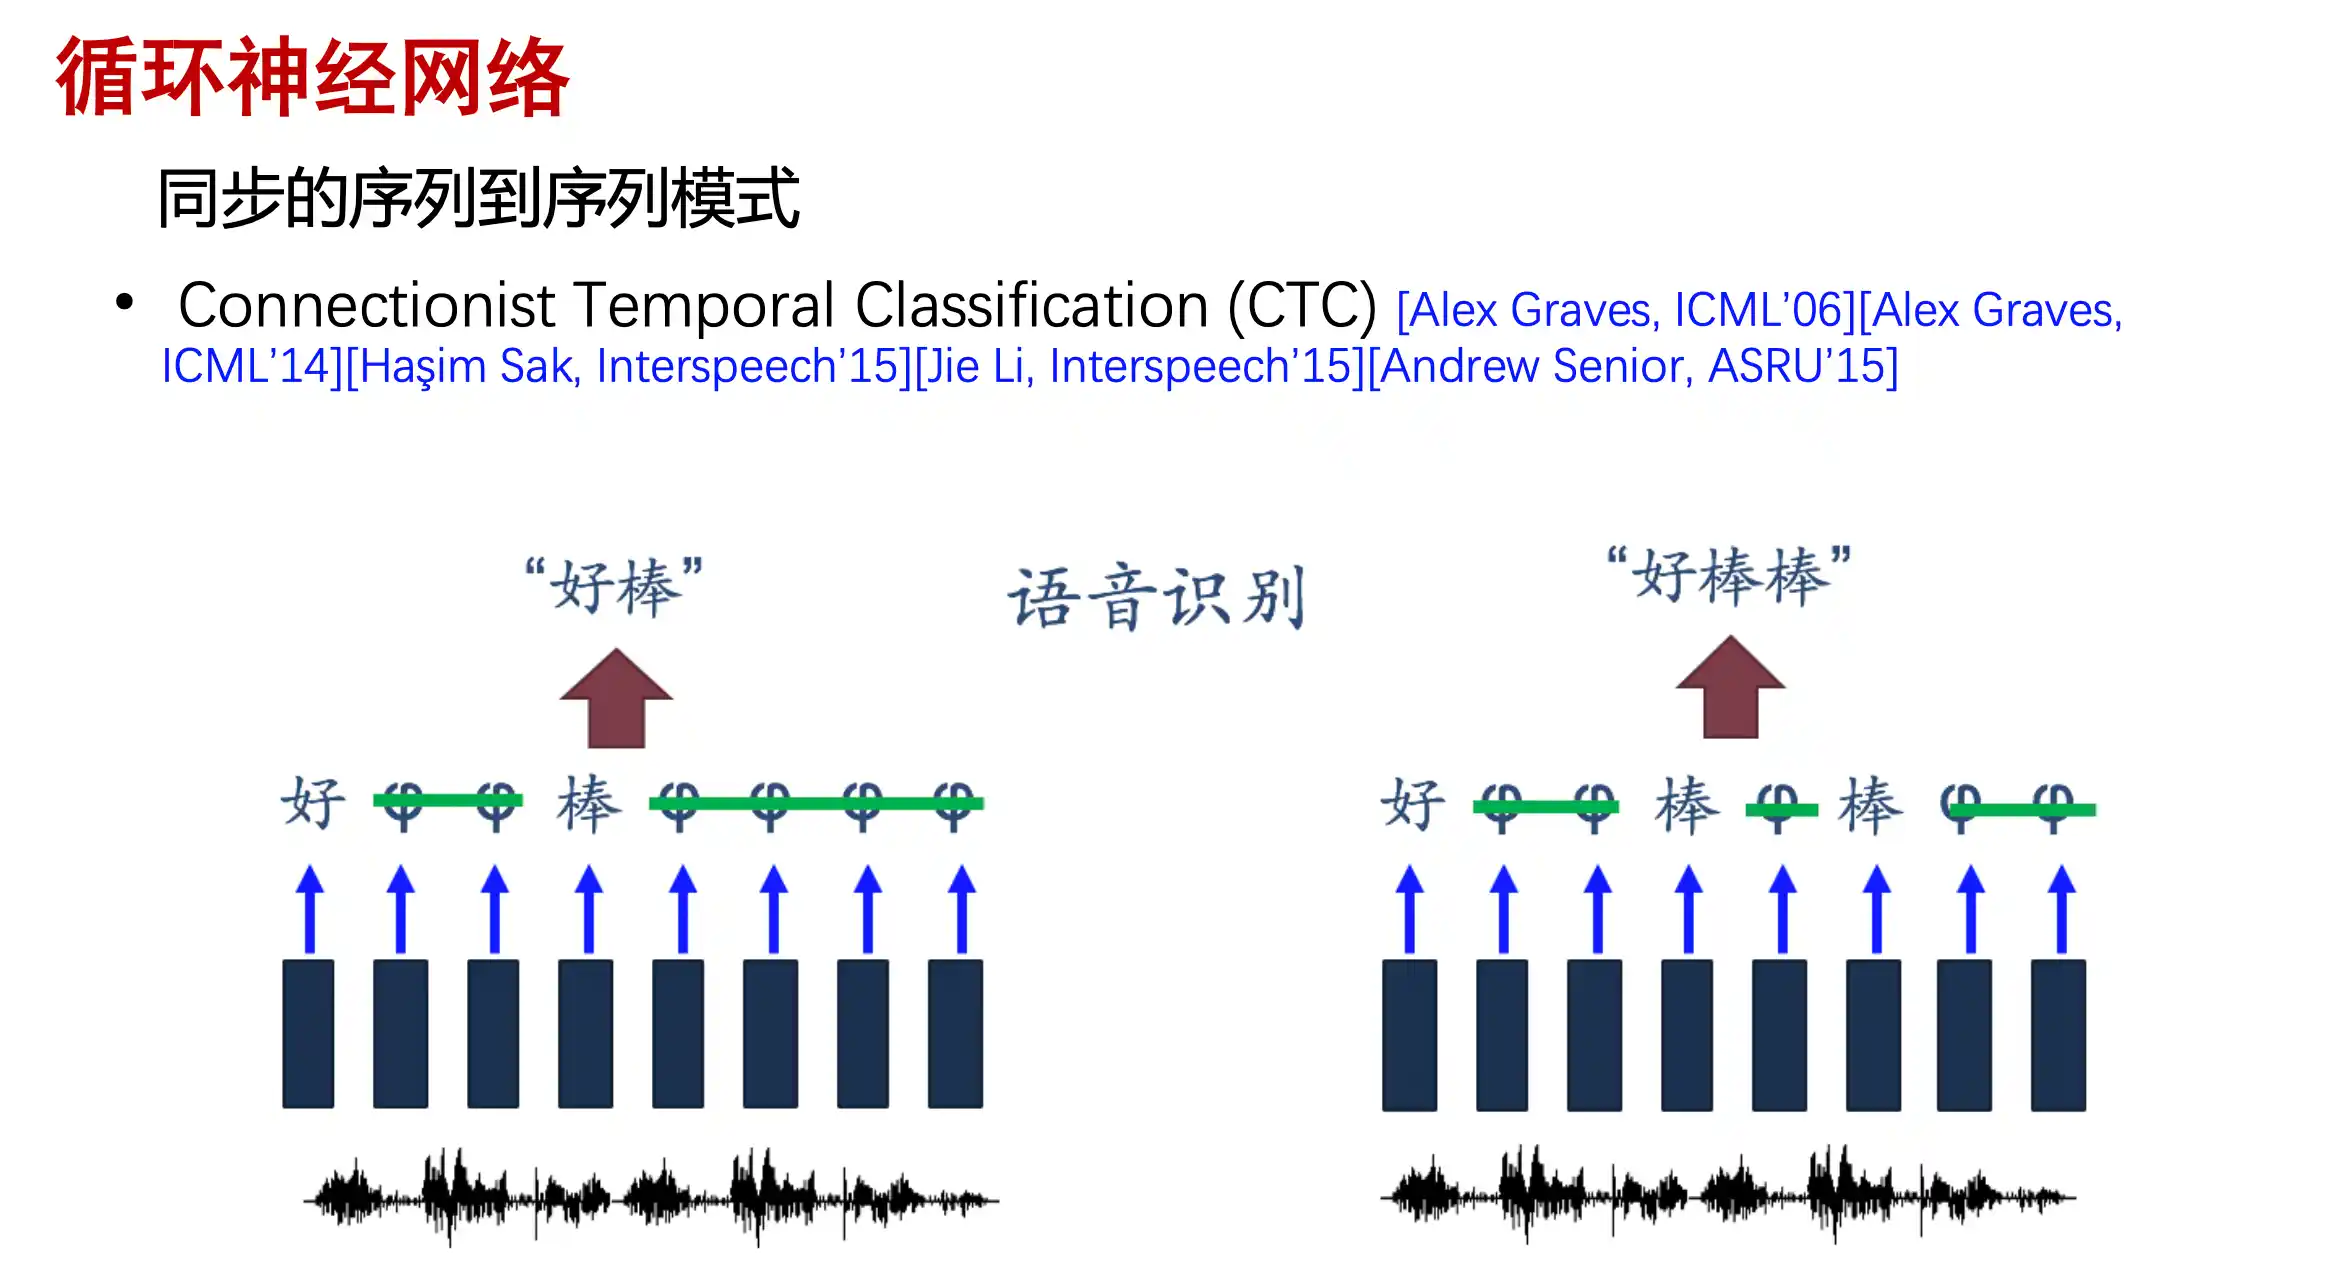 循环神经网络
同步的序列到序列模式
• Connectionist Temporal Classification (CTC) [Alex Graves, ICML’06][Alex Graves,
ICML’14][Haşim Sak, Interspeech’15][Jie Li, Interspeech’15][Andrew Senior, ASRU’15]
“好棒”
语音识别
“好棒棒”
好 φ φ 棒 φ φ φ φ
好 φ φ 棒 φ 棒 φ φ